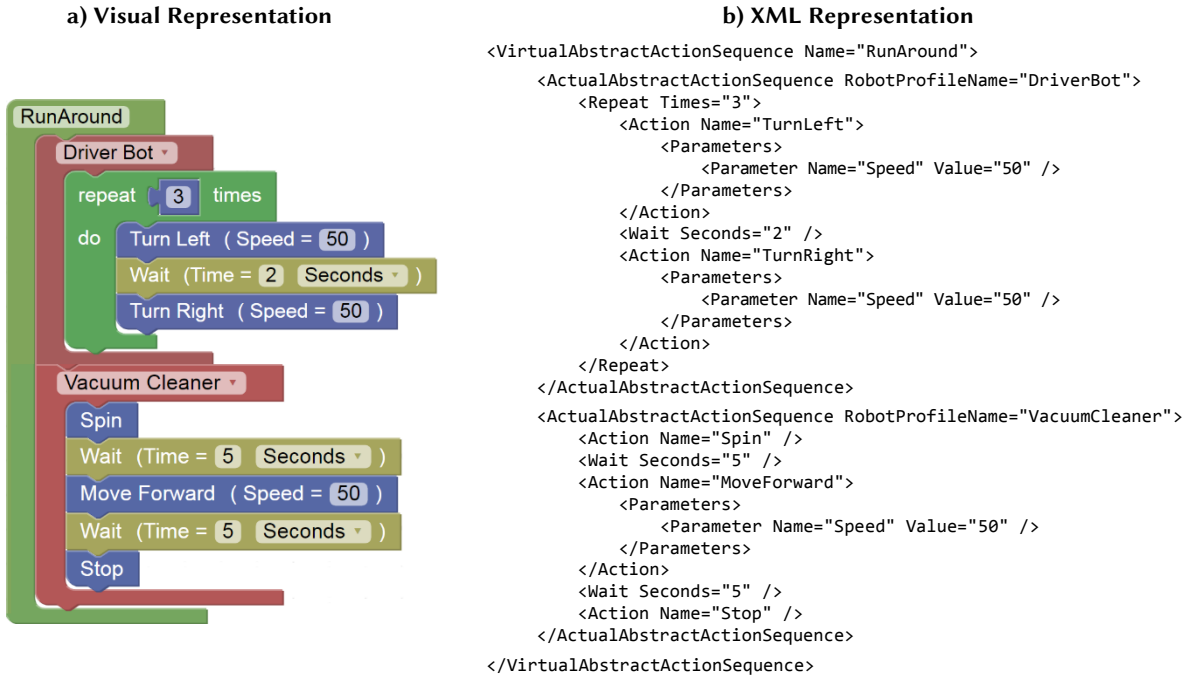 a) Visual Representation
RunAround
Driver Bot
repeat 3 times
do Turn Left ( Speed = 50 )
Wait (Time = 2 Seconds )
Turn Right ( Speed = 50 )
Vacuum Cleaner
Spin
Wait (Time = 5 Seconds )
Move Forward ( Speed = 50 )
Wait (Time = 5 Seconds )
Stop
b) XML Representation
<VirtualAbstractActionSequence Name="RunAround">
<ActualAbstractActionSequence RobotProfileName="DriverBot">
<Repeat Times="3">
<Action Name="TurnLeft">
<Parameters>
<Parameter Name="Speed" Value="50" />
</Parameters>
</Action>
<Wait Seconds="2" />
<Action Name="TurnRight">
<Parameters>
<Parameter Name="Speed" Value="50" />
</Parameters>
</Action>
</Repeat>
</ActualAbstractActionSequence>
<ActualAbstractActionSequence RobotProfileName="VacuumCleaner">
<Action Name="Spin" />
<Wait Seconds="5" />
<Action Name="MoveForward">
<Parameters>
<Parameter Name="Speed" Value="50" />
</Parameters>
</Action>
<Wait Seconds="5" />
<Action Name="Stop" />
</ActualAbstractActionSequence>
</VirtualAbstractActionSequence>